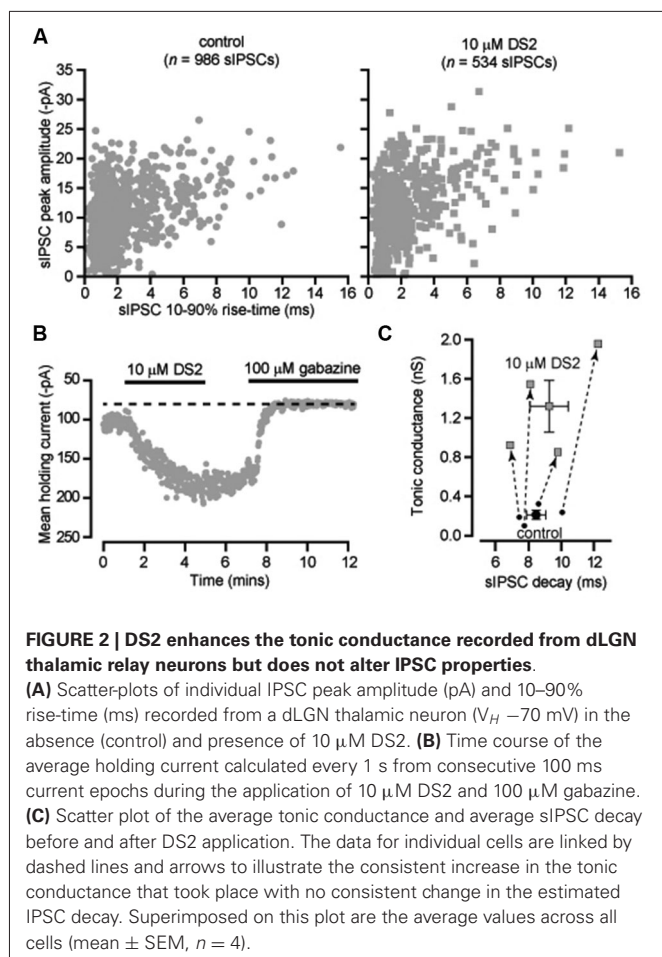 A
control
(n = 986 sIPSCs)
10 μM DS2
(n = 534 sIPSCs)
sIPSC peak amplitude (-pA)
35
30
25
20
15
10
5
0
0 2 4 6 8 10 12 14 16
0 2 4 6 8 10 12 14 16
sIPSC 10-90% rise-time (ms)
B
10 μM DS2
100 μM gabazine
Mean holding current (-pA)
50
100
150
200
250
0 2 4 6 8 10 12
Time (mins)
C
Tonic conductance (nS)
2.0
1.6
1.2
0.8
0.4
0.0
10 μM DS2
control
6 8 10 12
sIPSC decay (ms)
FIGURE 2 | DS2 enhances the tonic conductance recorded from dLGN
thalamic relay neurons but does not alter IPSC properties.
(A) Scatter-plots of individual IPSC peak amplitude (pA) and 10–90%
rise-time (ms) recorded from a dLGN thalamic neuron (VH −70 mV) in the
absence (control) and presence of 10 μM DS2. (B) Time course of the
average holding current calculated every 1 s from consecutive 100 ms
current epochs during the application of 10 μM DS2 and 100 μM gabazine.
(C) Scatter plot of the average tonic conductance and average sIPSC decay
before and after DS2 application. The data for individual cells are linked by
dashed lines and arrows to illustrate the consistent increase in the tonic
conductance that took place with no consistent change in the estimated
IPSC decay. Superimposed on this plot are the average values across all
cells (mean ± SEM, n = 4).